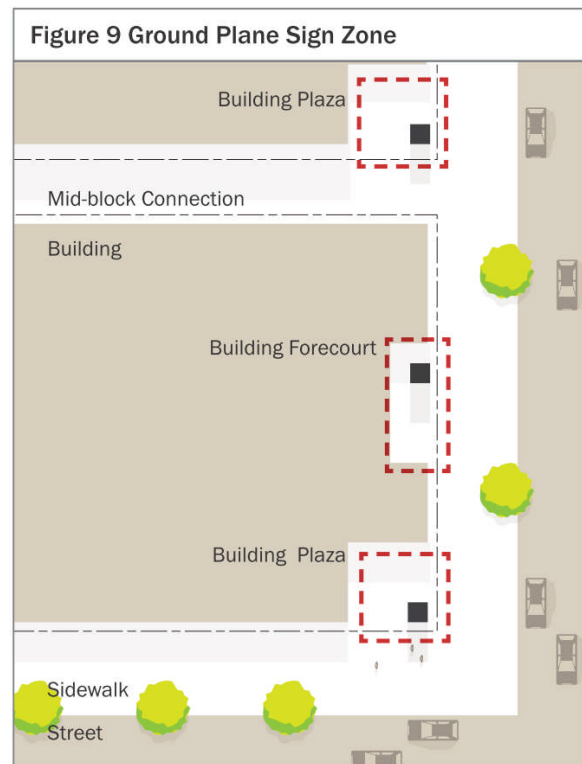 Figure 9 Ground Plane Sign Zone
Building Plaza
Mid-block Connection
Building
Building Forecourt
Building Plaza
Sidewalk
Street